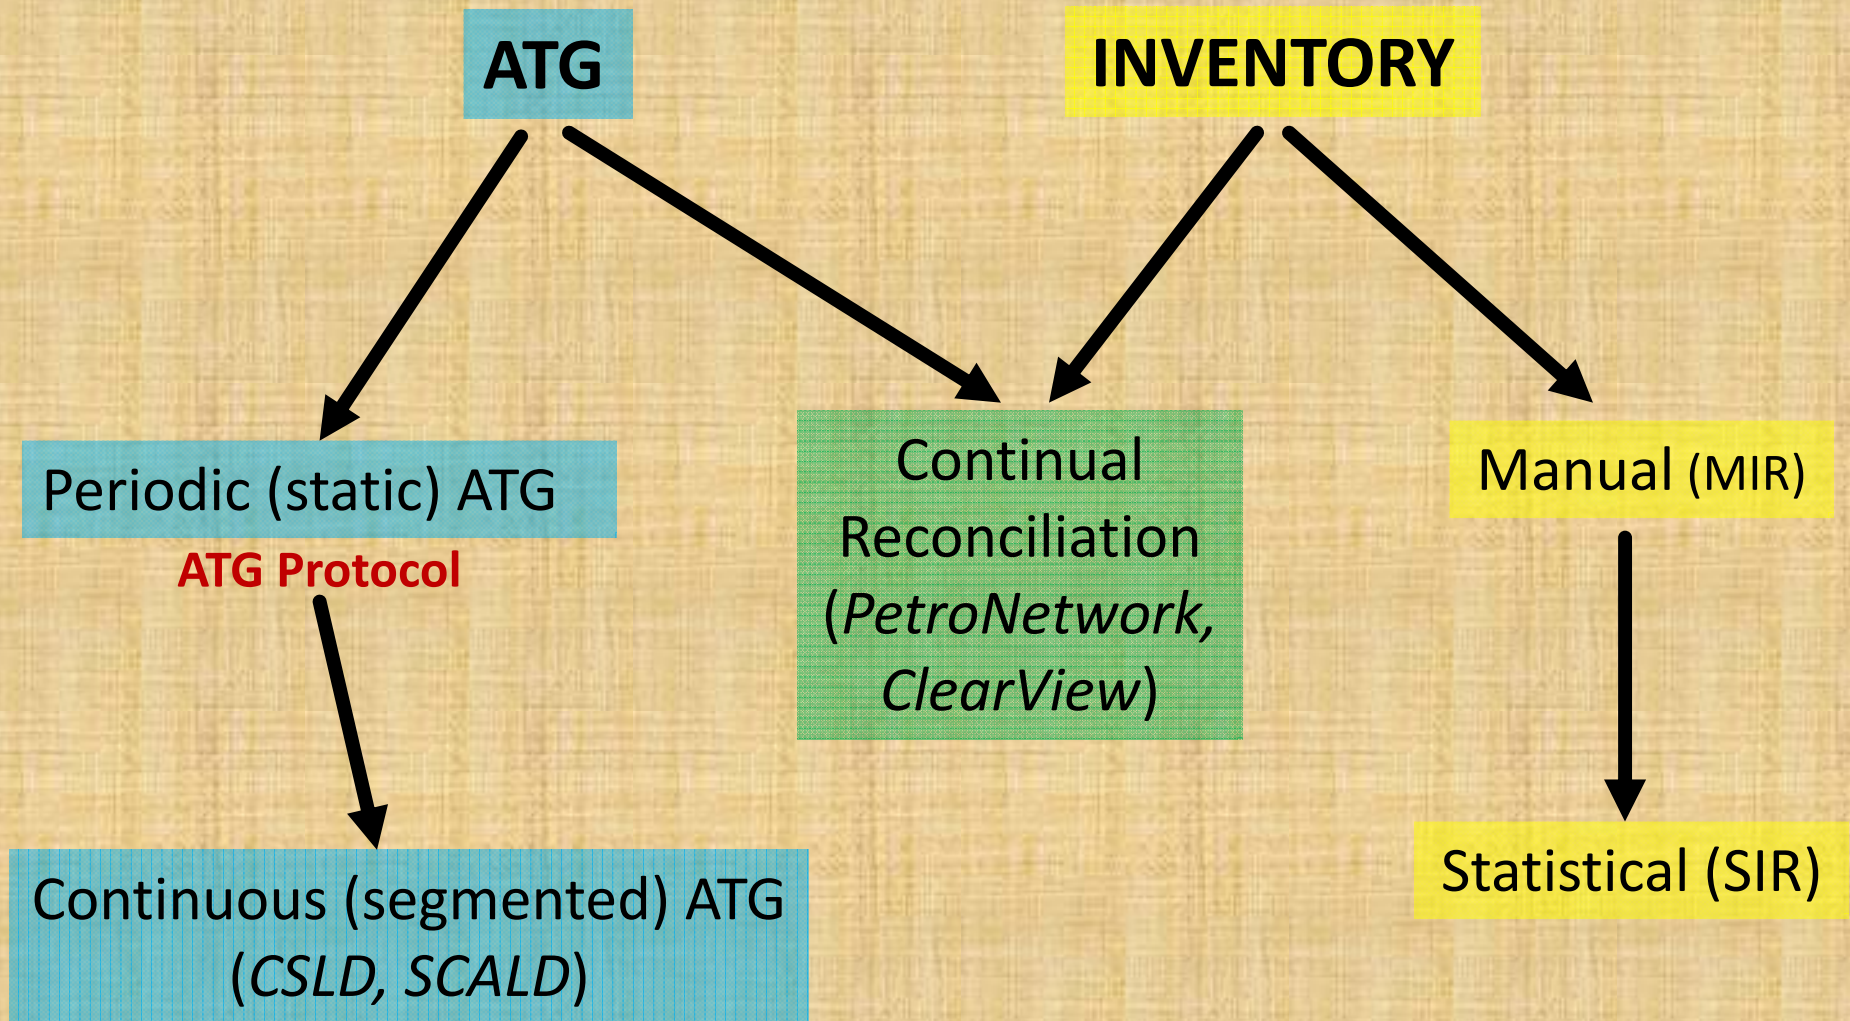 ATG
INVENTORY
Periodic (static) ATG
ATG Protocol
Continual
Reconciliation
(PetroNetwork,
ClearView)
Manual (MIR)
Continuous (segmented) ATG
(CSLD, SCALD)
Statistical (SIR)